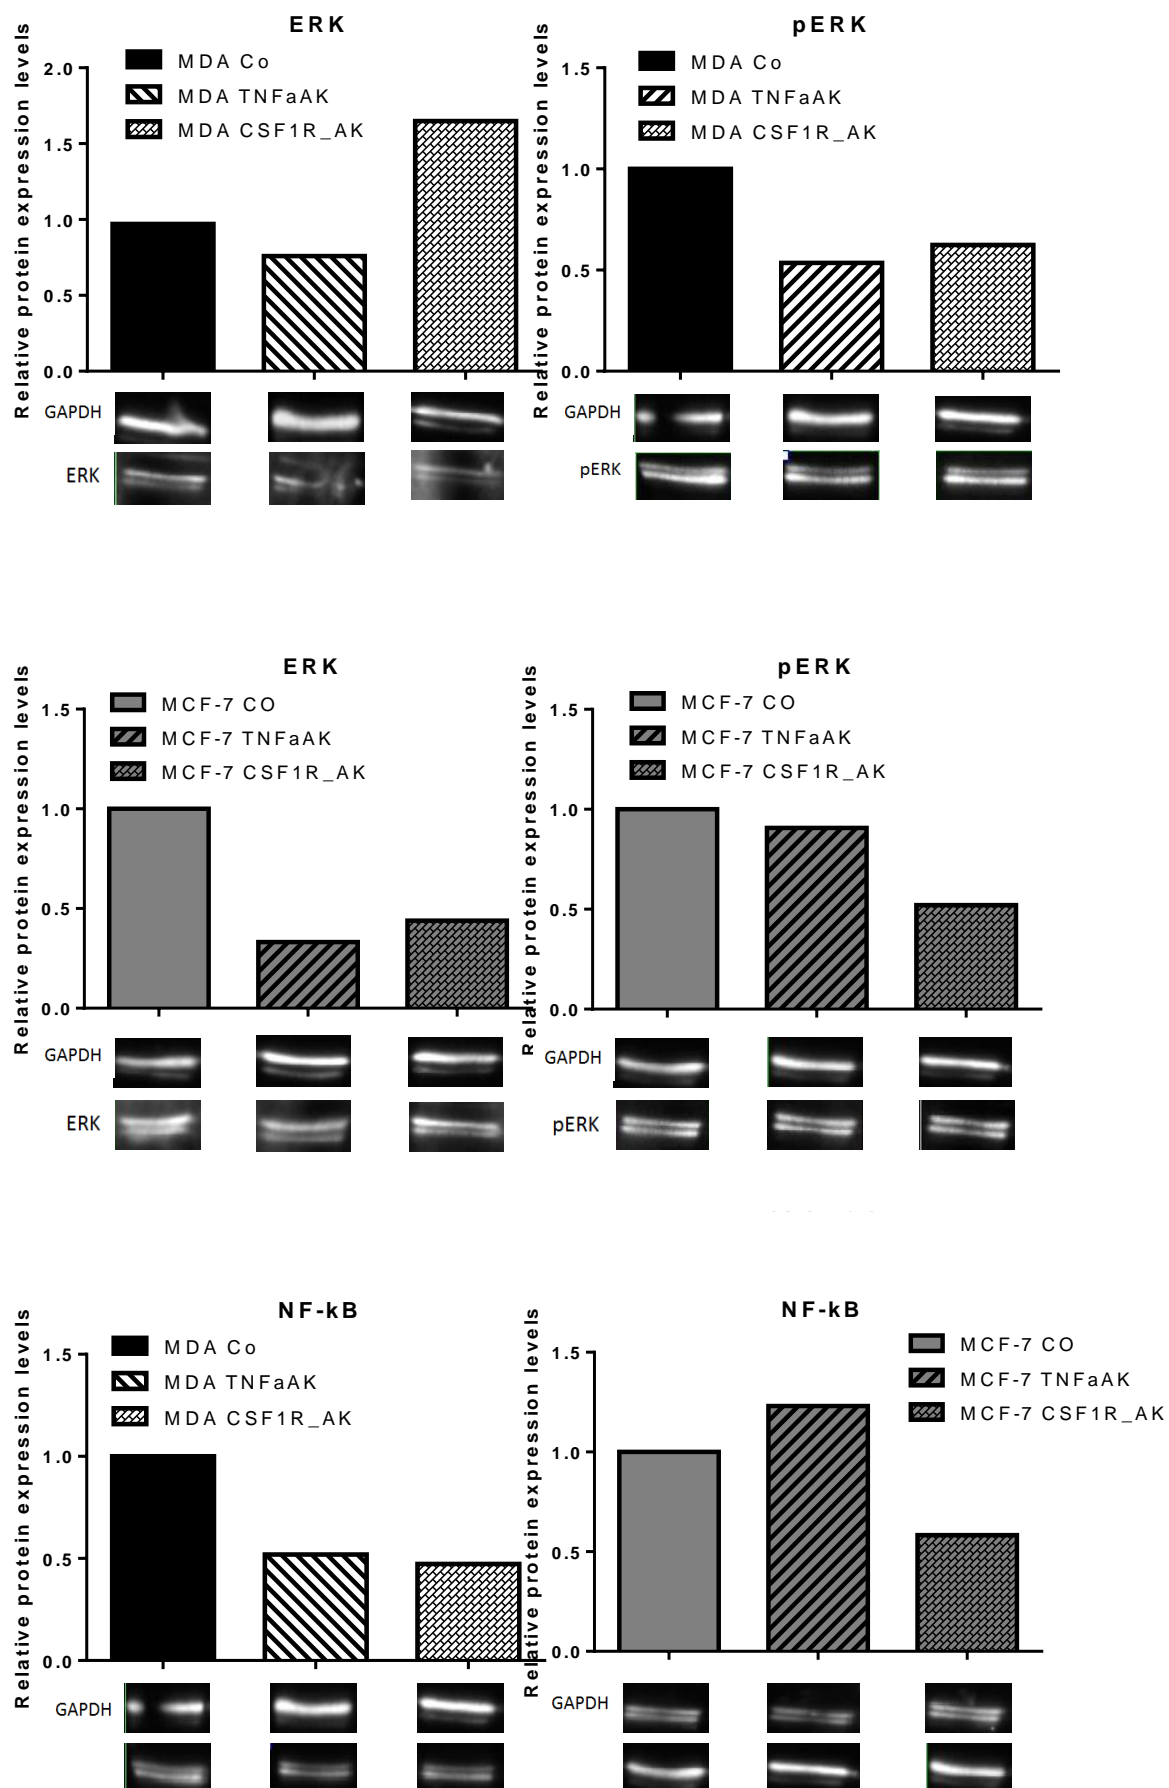 ERK
MDA Co
MDA TNFaAK
MDA CSF1R_AK
Relative protein expression levels
2.0
1.5
1.0
0.5
0.0
GAPDH
ERK
pERK
MDA Co
MDA TNFaAK
MDA CSF1R_AK
Relative protein expression levels
1.5
1.0
0.5
0.0
GAPDH
pERK
ERK
MCF-7 CO
MCF-7 TNFaAK
MCF-7 CSF1R_AK
Relative protein expression levels
1.5
1.0
0.5
0.0
GAPDH
ERK
pERK
MCF-7 CO
MCF-7 TNFaAK
MCF-7 CSF1R_AK
Relative protein expression levels
1.5
1.0
0.5
0.0
GAPDH
pERK
NF-kB
MDA Co
MDA TNFaAK
MDA CSF1R_AK
Relative protein expression levels
1.5
1.0
0.5
0.0
GAPDH
NF-kB
MCF-7 CO
MCF-7 TNFaAK
MCF-7 CSF1R_AK
Relative protein expression levels
1.5
1.0
0.5
0.0
GAPDH